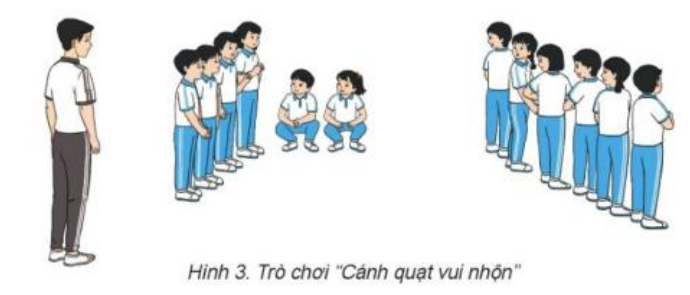 Hình 3. Trò chơi "Cánh quạt vui nhộn"